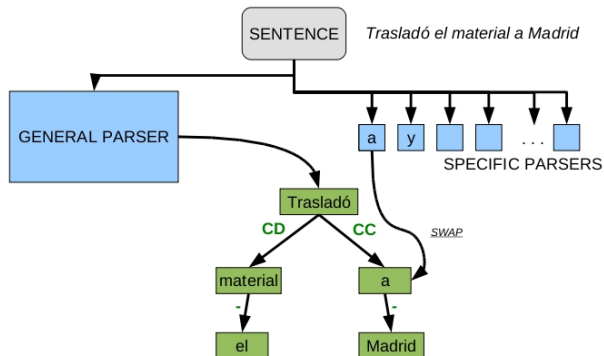 SENTENCE
Trasladó el material a Madrid
GENERAL PARSER
a
y
. . .
SPECIFIC PARSERS
Trasladó
CD
CC
SWAP
material
a
-
-
el
Madrid